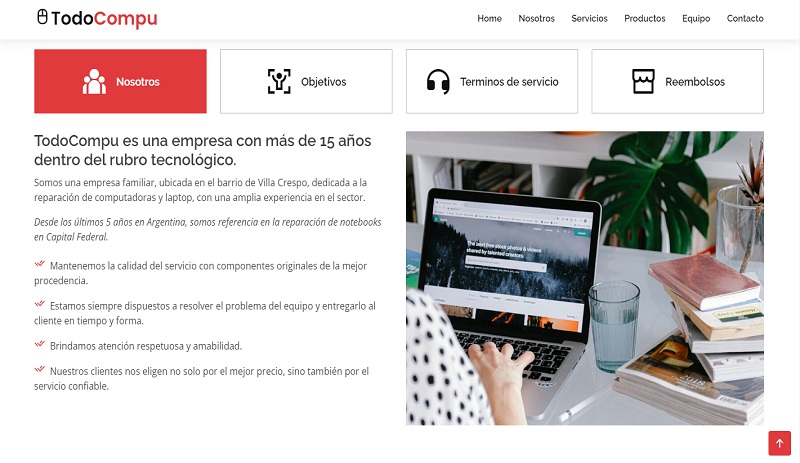 TodoCompu
Home Nosotros Servicios Productos Equipo Contacto
Nosotros
Objetivos
Terminos de servicio
Reembolsos
TodoCompu es una empresa con más de 15 años
dentro del rubro tecnológico.
Somos una empresa familiar, ubicada en el barrio de Villa Crespo, dedicada a la
reparación de computadoras y laptop, con una amplia experiencia en el sector.
Desde los últimos 5 años en Argentina, somos referencia en la reparación de notebooks
en Capital Federal.
Mantenemos la calidad del servicio con componentes originales de la mejor
procedencia.
Estamos siempre dispuestos a resolver el problema del equipo y entregarlo al
cliente en tiempo y forma.
Brindamos atención respetuosa y amabilidad.
Nuestros clientes nos eligen no solo por el mejor precio, sino también por el
servicio confiable.
The best free stock photos & videos
shared by talented creators.
2018